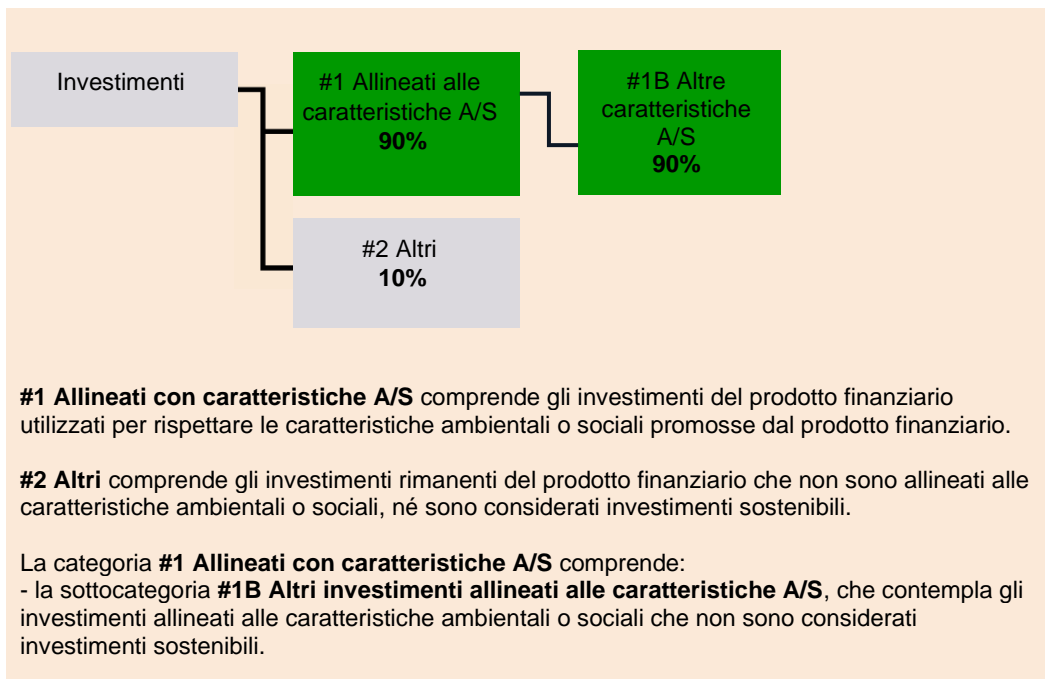 Investimenti
#1 Allineati alle
caratteristiche A/S
90%
#1B Altre
caratteristiche
A/S
90%
#2 Altri
10%
#1 Allineati con caratteristiche A/S comprende gli investimenti del prodotto finanziario
utilizzati per rispettare le caratteristiche ambientali o sociali promosse dal prodotto finanziario.
#2 Altri comprende gli investimenti rimanenti del prodotto finanziario che non sono allineati alle
caratteristiche ambientali o sociali, né sono considerati investimenti sostenibili.
La categoria #1 Allineati con caratteristiche A/S comprende:
- la sottocategoria #1B Altri investimenti allineati alle caratteristiche A/S, che contempla gli
investimenti allineati alle caratteristiche ambientali o sociali che non sono considerati
investimenti sostenibili.